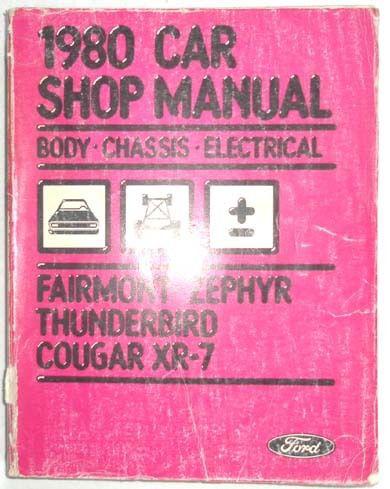 1980 CAR
SHOP MANUAL
BODY · CHASSIS · ELECTRICAL
FAIRMONT · ZEPHYR
THUNDERBIRD
COUGAR XR-7
Ford